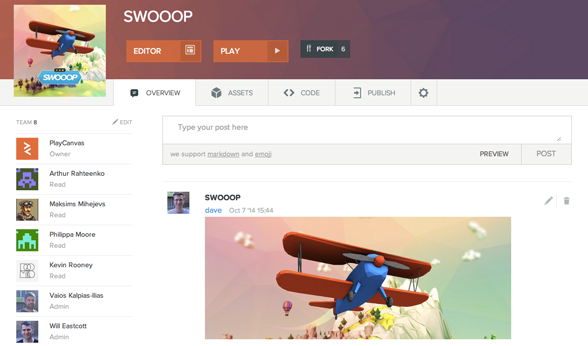 SWOOOP
EDITOR
PLAY
FORK 6
SWOOOP
OVERVIEW
ASSETS
CODE
PUBLISH
TEAM 8
EDIT
PlayCanvas
Owner
Arthur Rahteenko
Read
Maksims Mihejevs
Read
Philippa Moore
Read
Kevin Rooney
Read
Vaios Kalpias-Ilias
Admin
Will Eastcott
Admin
Type your post here
we support markdown and emoji!
PREVIEW
POST
SWOOOP
dave Oct 7 '14 15:44